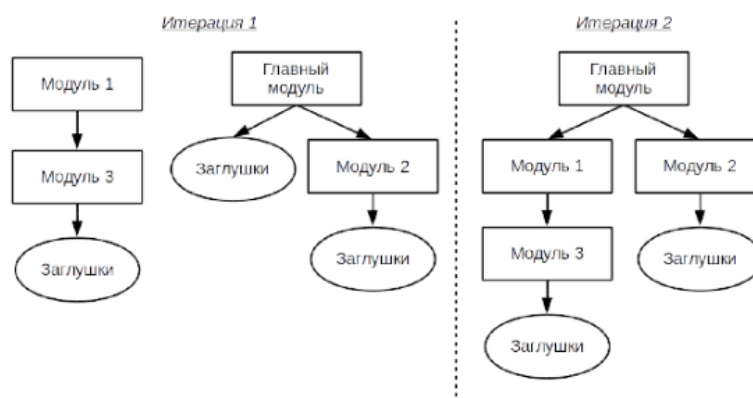 Итерация 1
Модуль 1
Модуль 3
Заглушки
Главный
модуль
Заглушки
Модуль 2
Заглушки
Итерация 2
Главный
модуль
Модуль 1
Модуль 2
Модуль 3
Заглушки
Заглушки